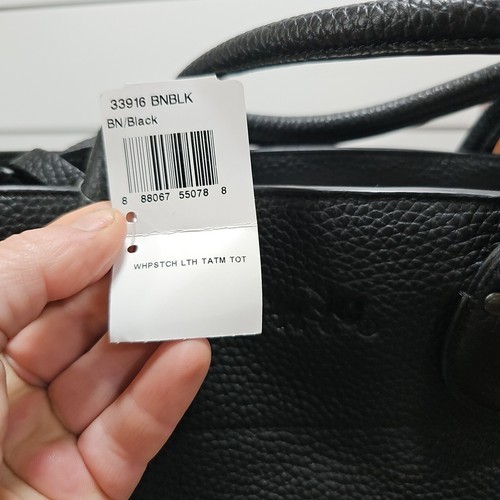 33916 BNBLK
BN/Black
8 88067 55078 8
WHPSTCH LTH TATM TOT